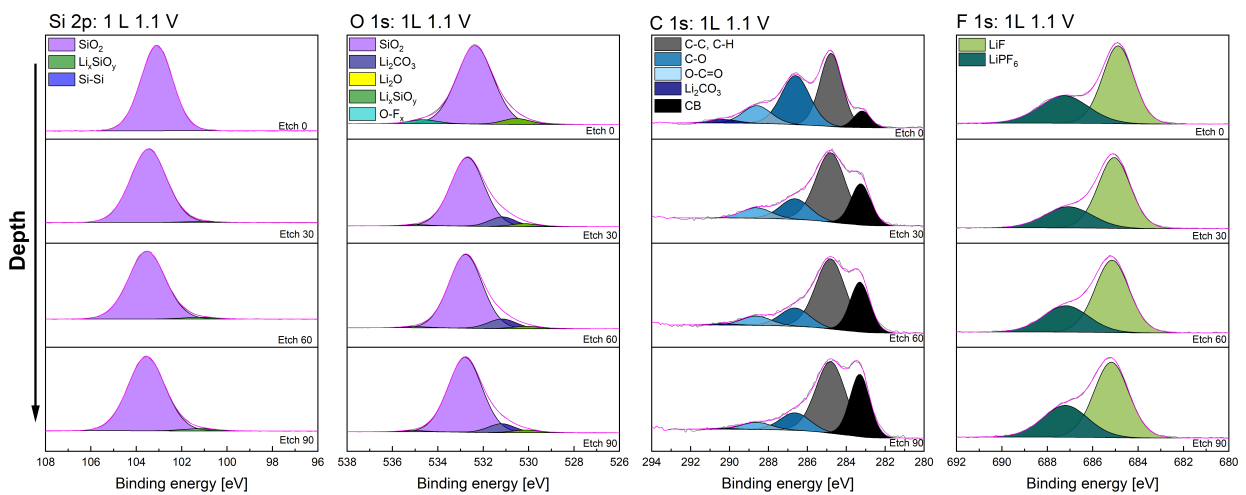 Si 2p: 1 L 1.1 V
SiO₂
LiₓSiOᵧ
Si-Si
Etch 0
Etch 30
Etch 60
Etch 90
108 106 104 102 100 98 96
Binding energy [eV]
Depth
O 1s: 1L 1.1 V
SiO₂
Li₂CO₃
Li₂O
LiₓSiOᵧ
O-Fₓ
Etch 0
Etch 30
Etch 60
Etch 90
538 536 534 532 530 528 526
Binding energy [eV]
C 1s: 1L 1.1 V
C-C, C-H
C-O
O-C=O
Li₂CO₃
CB
Etch 0
Etch 30
Etch 60
Etch 90
294 292 290 288 286 284 282 280
Binding energy [eV]
F 1s: 1L 1.1 V
LiF
LiPF₆
Etch 0
Etch 30
Etch 60
Etch 90
692 690 688 686 684 682 680
Binding energy [eV]